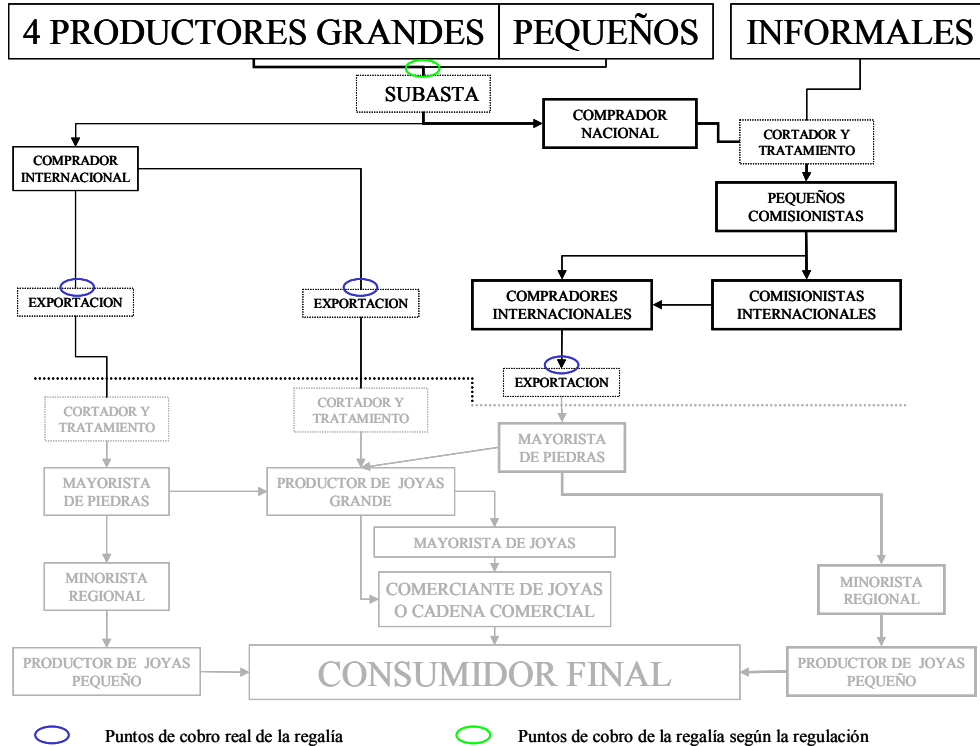 4 PRODUCTORES GRANDES
PEQUEÑOS
INFORMALES
SUBASTA
COMPRADOR
NACIONAL
CORTADOR Y
TRATAMIENTO
COMPRADOR
INTERNACIONAL
PEQUEÑOS
COMISIONISTAS
EXPORTACION
EXPORTACION
COMPRADORES
INTERNACIONALES
COMISIONISTAS
INTERNACIONALES
EXPORTACION
CORTADOR Y
TRATAMIENTO
CORTADOR Y
TRATAMIENTO
MAYORISTA
DE PIEDRAS
MAYORISTA
DE PIEDRAS
PRODUCTOR DE JOYAS
GRANDE
MAYORISTA DE JOYAS
MINORISTA
REGIONAL
COMERCIANTE DE JOYAS
O CADENA COMERCIAL
MINORISTA
REGIONAL
PRODUCTOR DE JOYAS
PEQUEÑO
CONSUMIDOR FINAL
PRODUCTOR DE JOYAS
PEQUEÑO
Puntos de cobro real de la regalía
Puntos de cobro de la regalía según la regulación